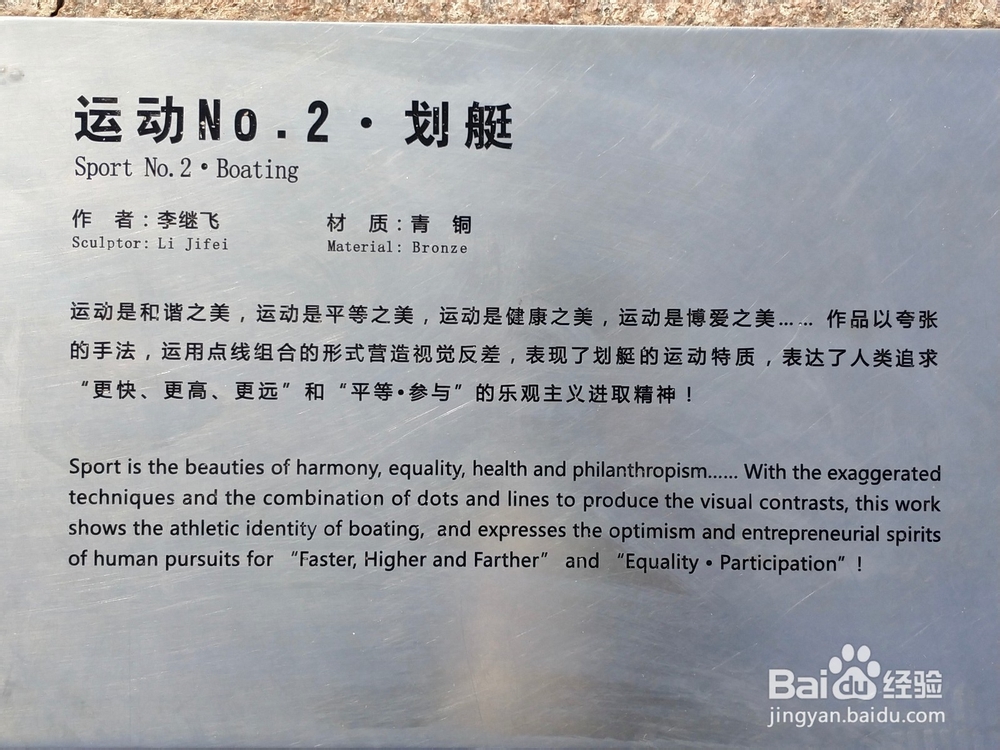 运动No.2·划艇
Sport No.2·Boating
作 者：李继飞 材 质：青 铜
Sculptor: Li Jifei Material: Bronze
运动是和谐之美，运动是平等之美，运动是健康之美，运动是博爱之美…… 作品以夸张
的手法，运用点线组合的形式营造视觉反差，表现了划艇的运动特质，表达了人类追求
“更快、更高、更远”和“平等•参与”的乐观主义进取精神！
Sport is the beauties of harmony, equality, health and philanthropism…… With the exaggerated
techniques and the combination of dots and lines to produce the visual contrasts, this work
shows the athletic identity of boating, and expresses the optimism and entrepreneurial spirits
of human pursuits for “Faster, Higher and Farther” and “Equality • Participation”!
Baidu 经验
jingyan.baidu.com